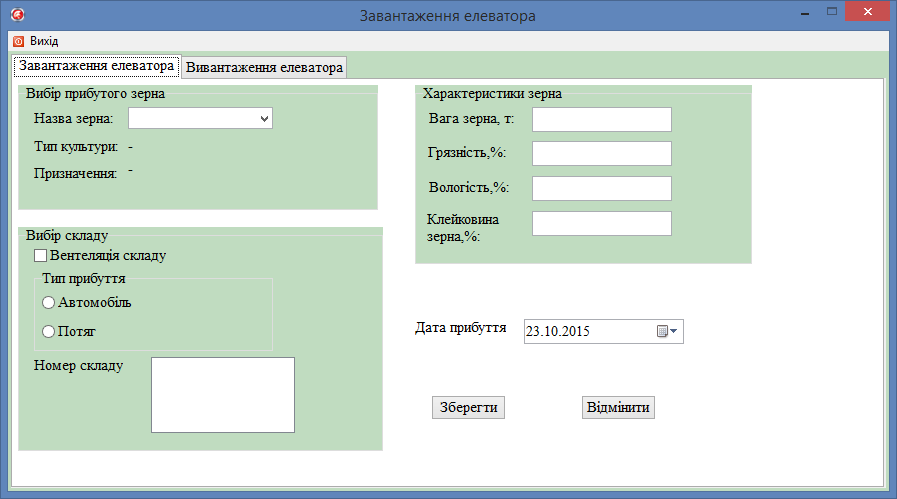 Завантаження елеватора
Вихід
Завантаження елеватора
Вивантаження елеватора
Вибір прибутого зерна
Назва зерна:
Тип культури: -
Призначення: -
Характеристики зерна
Вага зерна, т:
Грязність,%:
Вологість,%:
Клейковина
зерна,%:
Вибір складу
Вентеляція складу
Тип прибуття
Автомобіль
Потяг
Номер складу
Дата прибуття
23.10.2015
Зберегти
Відмінити